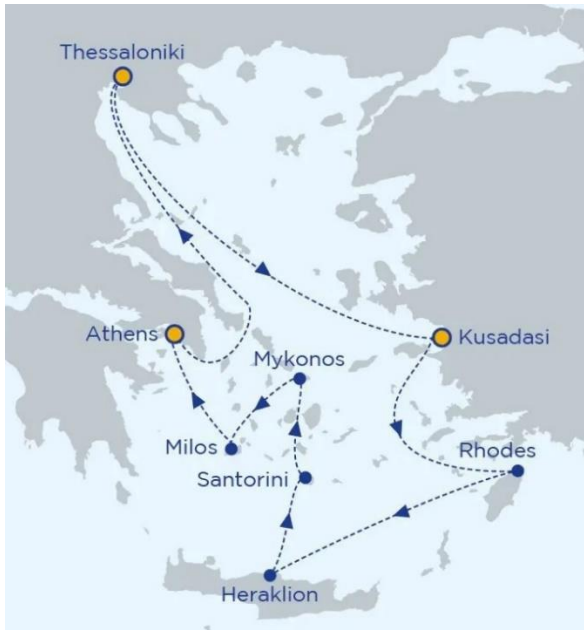 Thessaloniki
Athens
Kusadasi
Mykonos
Milos
Rhodes
Santorini
Heraklion